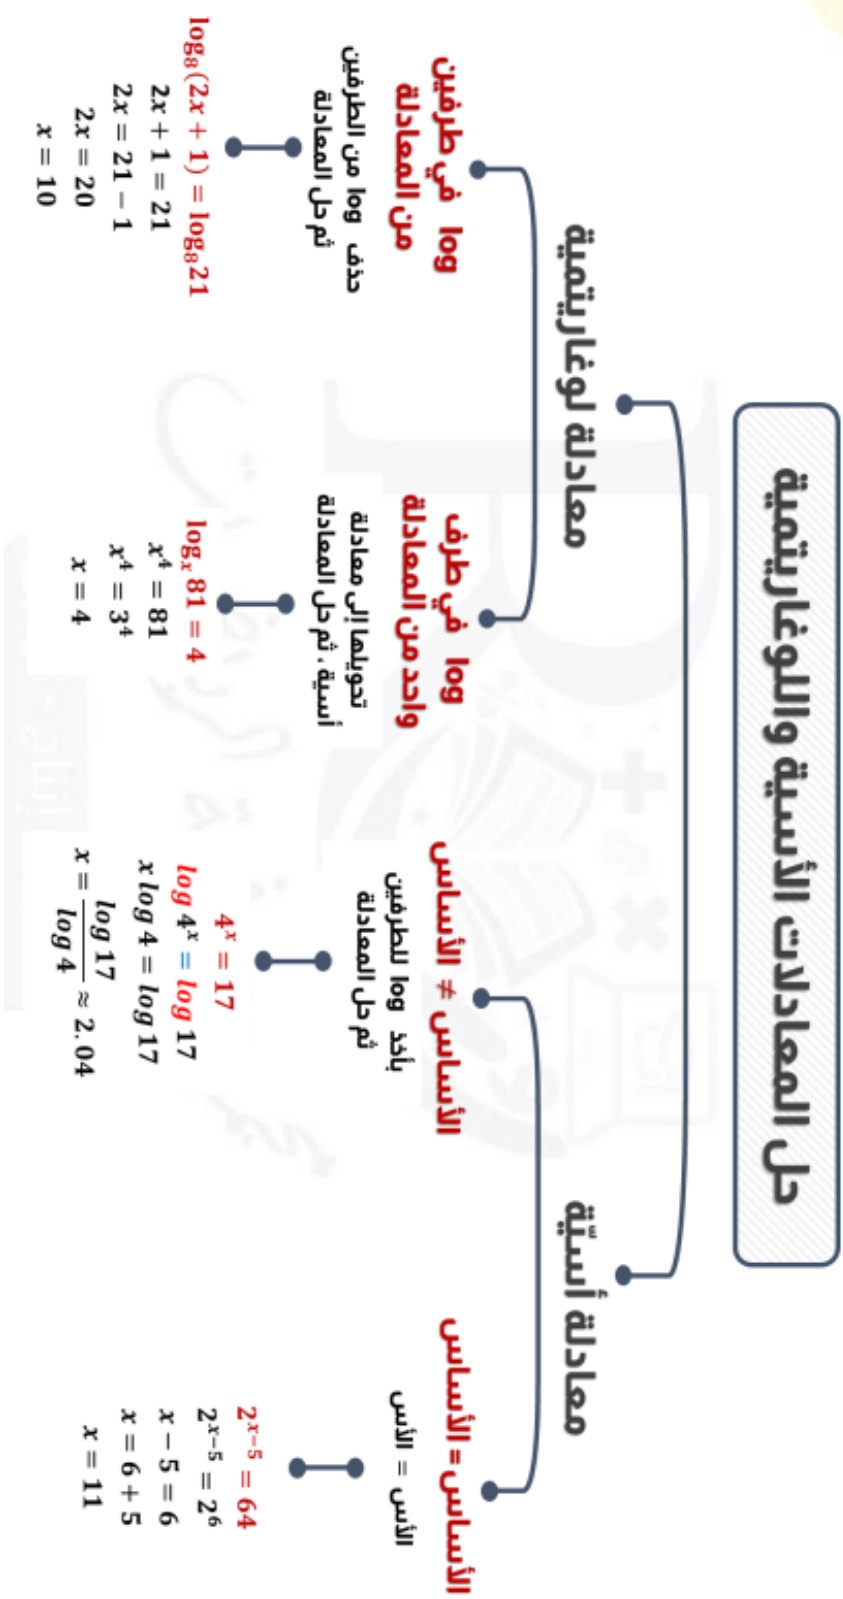 حل المعادلات الأسية واللوغاريتمية
معادلة أسيّة
الأساس = الأساس
الأس = الأس
2^{x−5} = 64
2^{x−5} = 2^6
x − 5 = 6
x = 6 + 5
x = 11
الأساس ≠ الأساس
بأخذ log للطرفين
ثم حل المعادلة
4^x = 17
log 4^x = log 17
x log 4 = log 17
x = log 17 / log 4 ≈ 2.04
معادلة لوغاريتمية
log في طرف
واحد من المعادلة
تحويلها إلى معادلة
أسية ، ثم حل المعادلة
log_x 81 = 4
x^4 = 81
x^4 = 3^4
x = 4
log في طرفين
من المعادلة
حذف log من الطرفين
ثم حل المعادلة
log_8(2x + 1) = log_8 21
2x + 1 = 21
2x = 21 − 1
2x = 20
x = 10